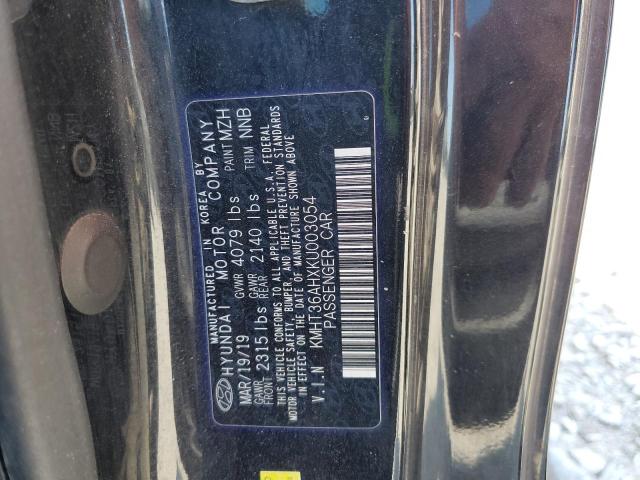 MANUFACTURED IN KOREA BY
HYUNDAI MOTOR COMPANY
MAR/19/19 GVWR 4079 lbs PAINT MZH
GAWR FRONT 2315 lbs GAWR REAR 2140 lbs TRIM NNB
THIS VEHICLE CONFORMS TO ALL APPLICABLE U.S.A. FEDERAL
MOTOR VEHICLE SAFETY, BUMPER, AND THEFT PREVENTION STANDARDS
IN EFFECT ON THE DATE OF MANUFACTURE SHOWN ABOVE
V.I.N KMHT36AHXKU003054
PASSENGER CAR